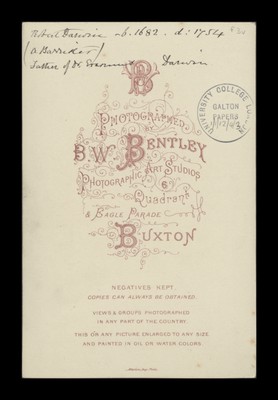 Robert Darwin b. 1682. d. 1754
(a Barrister)
Father of Dr Erasmus Darwin
BB
PHOTOGRAPHED
BY
B.W. BENTLEY
PHOTOGRAPHIC ART STUDIOS
6
Quadrant
& EAGLE PARADE
BUXTON
UNIVERSITY COLLEGE
GALTON
PAPERS
NEGATIVES KEPT.
COPIES CAN ALWAYS BE OBTAINED.
VIEWS & GROUPS PHOTOGRAPHED
IN ANY PART OF THE COUNTRY.
THIS OR ANY PICTURE ENLARGED TO ANY SIZE
AND PAINTED IN OIL OR WATER COLORS.